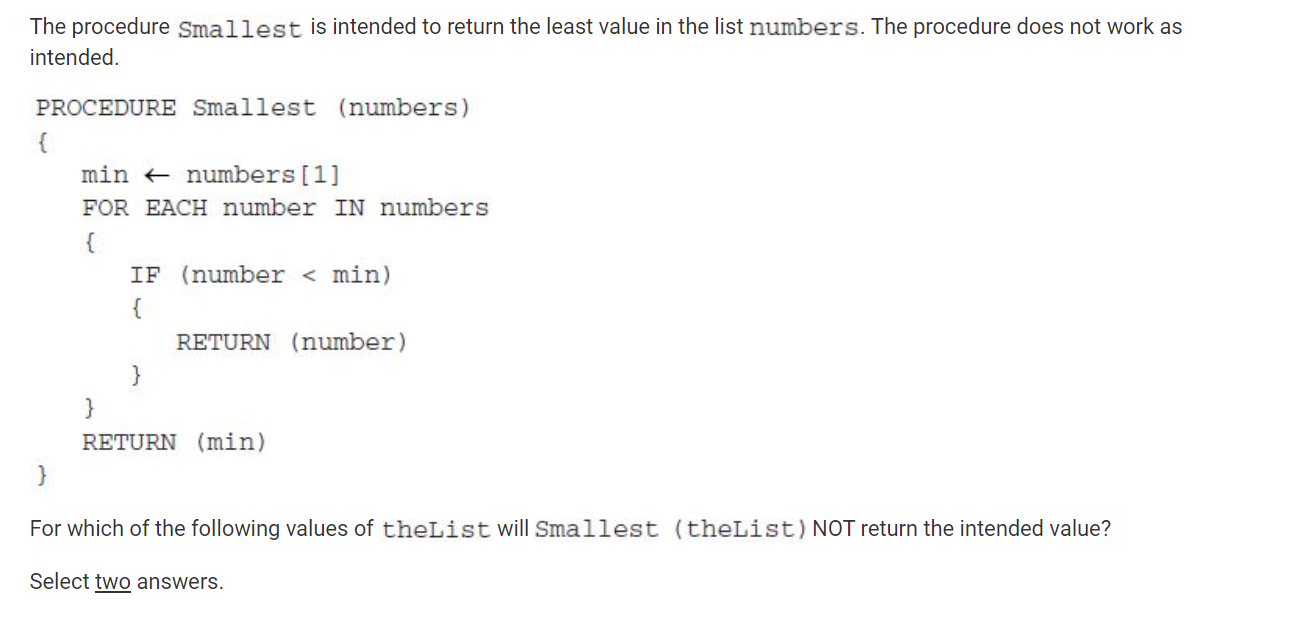 The procedure Smallest is intended to return the least value in the list numbers. The procedure does not work as
intended.
PROCEDURE Smallest (numbers)
{
min ← numbers[1]
FOR EACH number IN numbers
{
IF (number < min)
{
RETURN (number)
}
}
RETURN (min)
}
For which of the following values of theList will Smallest (theList) NOT return the intended value?
Select two answers.